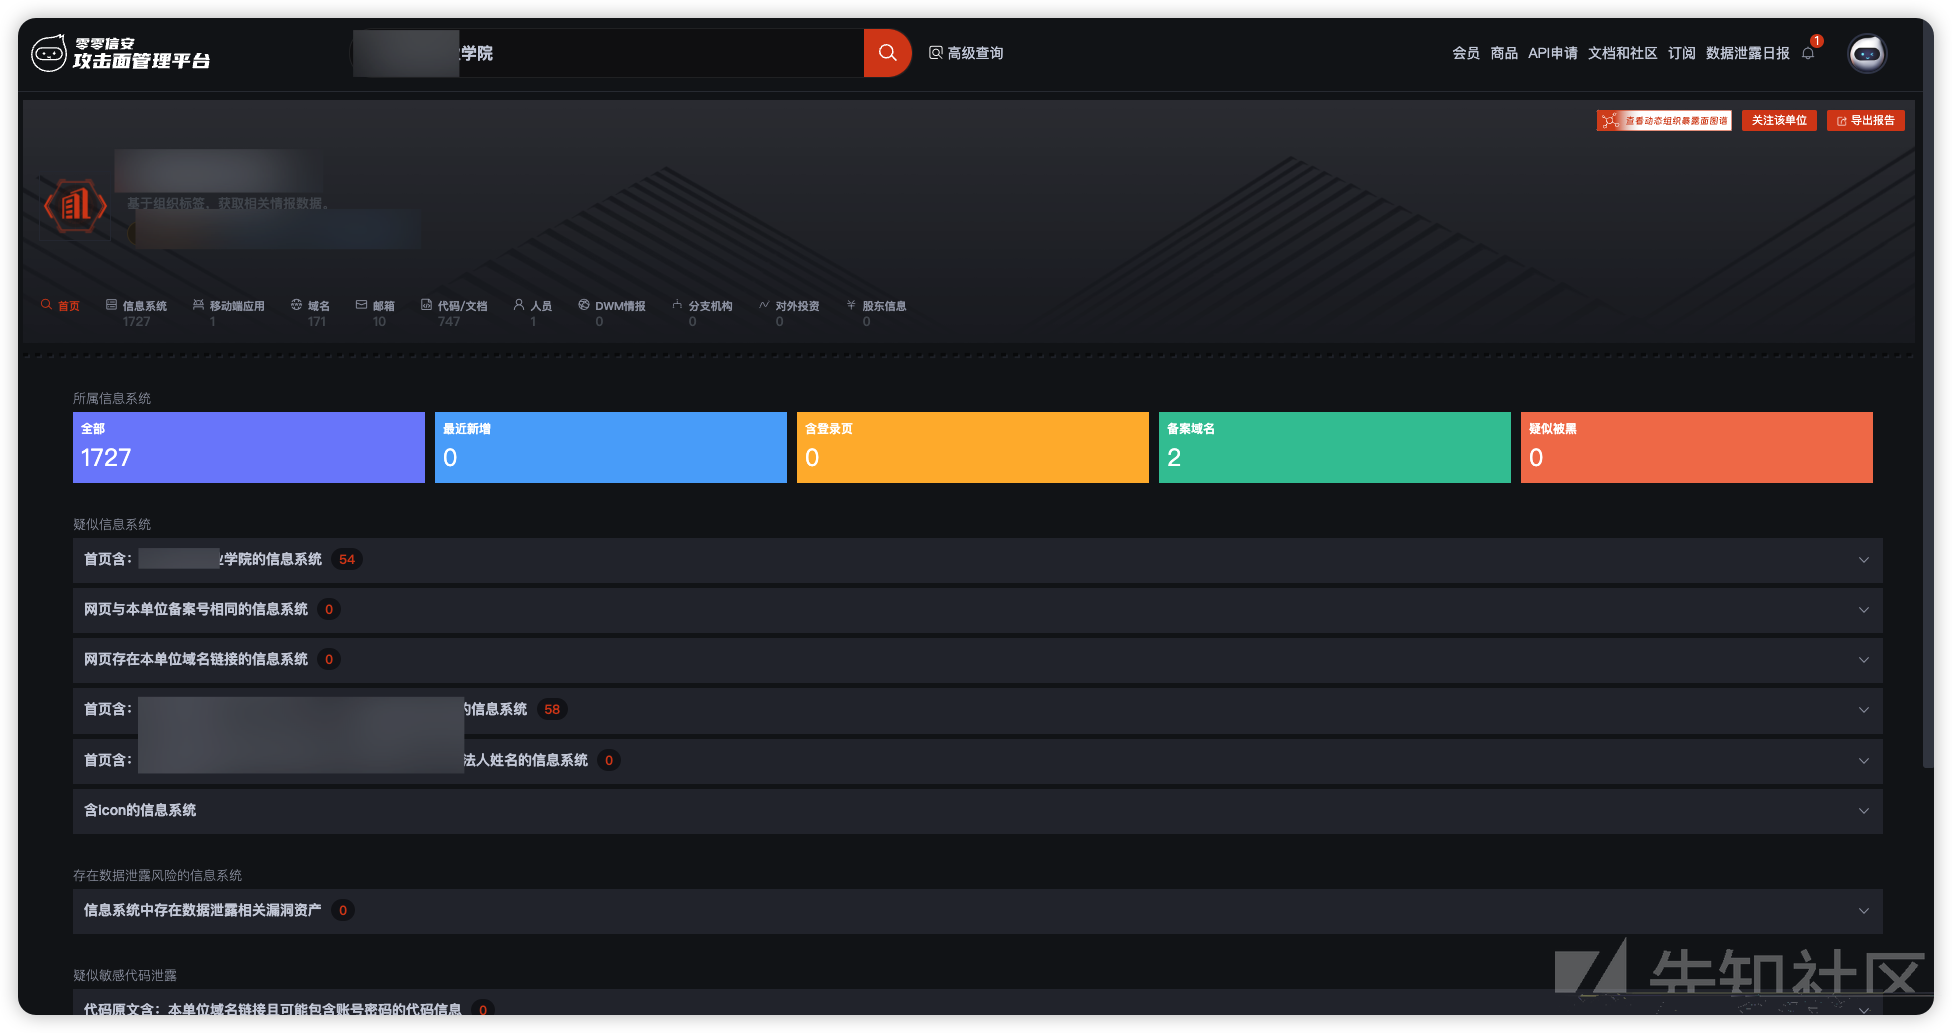 零零信安
攻击面管理平台
学院
高级查询
会员 商品 API申请 文档和社区 订阅 数据泄露日报 1
查看动态组织暴露面图谱 关注该单位 导出报告
基于组织标签，获取相关情报数据。
首页 信息系统 移动端应用 域名 邮箱 代码/文档 人员 DWM情报 分支机构 对外投资 股东信息
1727 1 171 10 747 1 0 0 0 0
所属信息系统
全部 最近新增 含登录页 备案域名 疑似被黑
1727 0 0 2 0
疑似信息系统
首页含： 学院的信息系统 54
网页与本单位备案号相同的信息系统 0
网页存在本单位域名链接的信息系统 0
首页含： 的信息系统 58
首页含： 法人姓名的信息系统 0
含icon的信息系统
存在数据泄露风险的信息系统
信息系统中存在数据泄露相关漏洞资产 0
疑似敏感代码泄露
代码原文含：本单位域名链接且可能包含账号密码的代码信息 0
先知社区